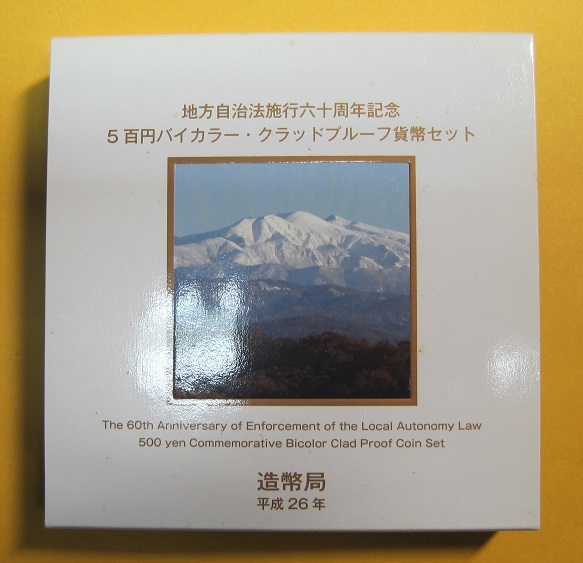 地方自治法施行六十周年記念
5百円バイカラー・クラッドプルーフ貨幣セット
The 60th Anniversary of Enforcement of the Local Autonomy Law
500 yen Commemorative Bicolor Clad Proof Coin Set
造幣局
平成26年